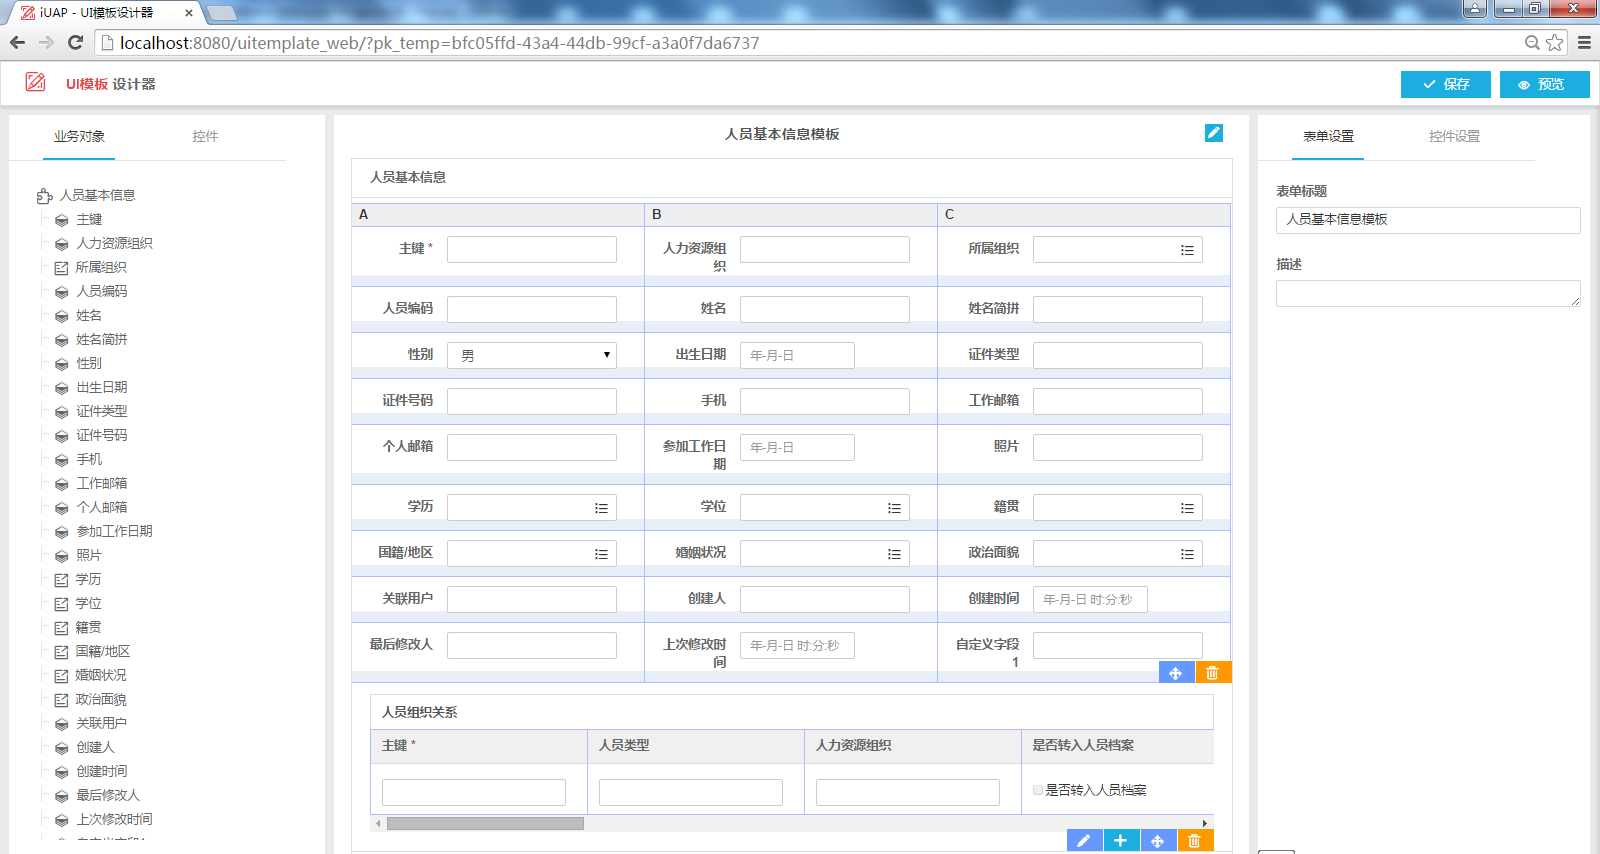 iUAP - UI模板设计器
localhost:8080/uitemplate_web/?pk_temp=bfc05ffd-43a4-44db-99cf-a3a0f7da6737
UI模板 设计器
保存
预览
业务对象 控件
人员基本信息
主键
人力资源组织
所属组织
人员编码
姓名
姓名简拼
性别
出生日期
证件类型
证件号码
手机
工作邮箱
个人邮箱
参加工作日期
照片
学历
学位
籍贯
国籍/地区
婚姻状况
政治面貌
关联用户
创建人
创建时间
最后修改人
上次修改时间
人员基本信息模板
人员基本信息
A B C
主键 * 人力资源组织 所属组织
人员编码 姓名 姓名简拼
性别 男 出生日期 年-月-日 证件类型
证件号码 手机 工作邮箱
个人邮箱 参加工作日期 年-月-日 照片
学历 学位 籍贯
国籍/地区 婚姻状况 政治面貌
关联用户 创建人 创建时间 年-月-日 时:分:秒
最后修改人 上次修改时间 年-月-日 时:分:秒 自定义字段1
人员组织关系
主键 * 人员类型 人力资源组织 是否转入人员档案
是否转入人员档案
表单设置 控件设置
表单标题
人员基本信息模板
描述